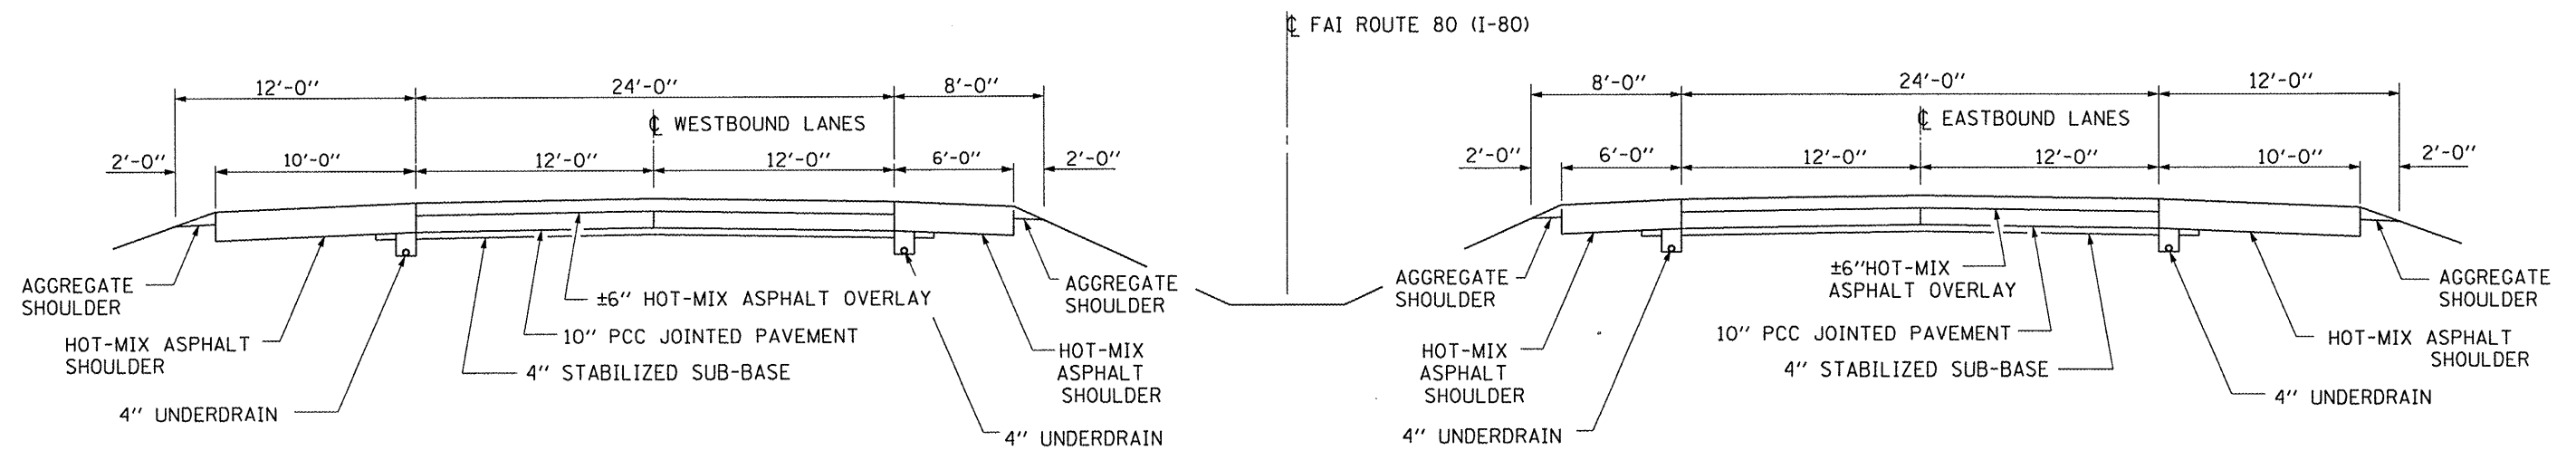 ℄ FAI ROUTE 80 (I-80)
12'-0"
24'-0"
8'-0"
8'-0"
24'-0"
12'-0"
℄ WESTBOUND LANES
℄ EASTBOUND LANES
2'-0"
10'-0"
12'-0"
12'-0"
6'-0"
2'-0"
2'-0"
6'-0"
12'-0"
12'-0"
10'-0"
2'-0"
AGGREGATE
SHOULDER
HOT-MIX ASPHALT
SHOULDER
4" UNDERDRAIN
±6" HOT-MIX ASPHALT OVERLAY
10" PCC JOINTED PAVEMENT
4" STABILIZED SUB-BASE
AGGREGATE
SHOULDER
HOT-MIX
ASPHALT
SHOULDER
4" UNDERDRAIN
AGGREGATE
SHOULDER
HOT-MIX
ASPHALT
SHOULDER
4" UNDERDRAIN
±6"HOT-MIX
ASPHALT OVERLAY
10" PCC JOINTED PAVEMENT
4" STABILIZED SUB-BASE
AGGREGATE
SHOULDER
HOT-MIX ASPHALT
SHOULDER
4" UNDERDRAIN